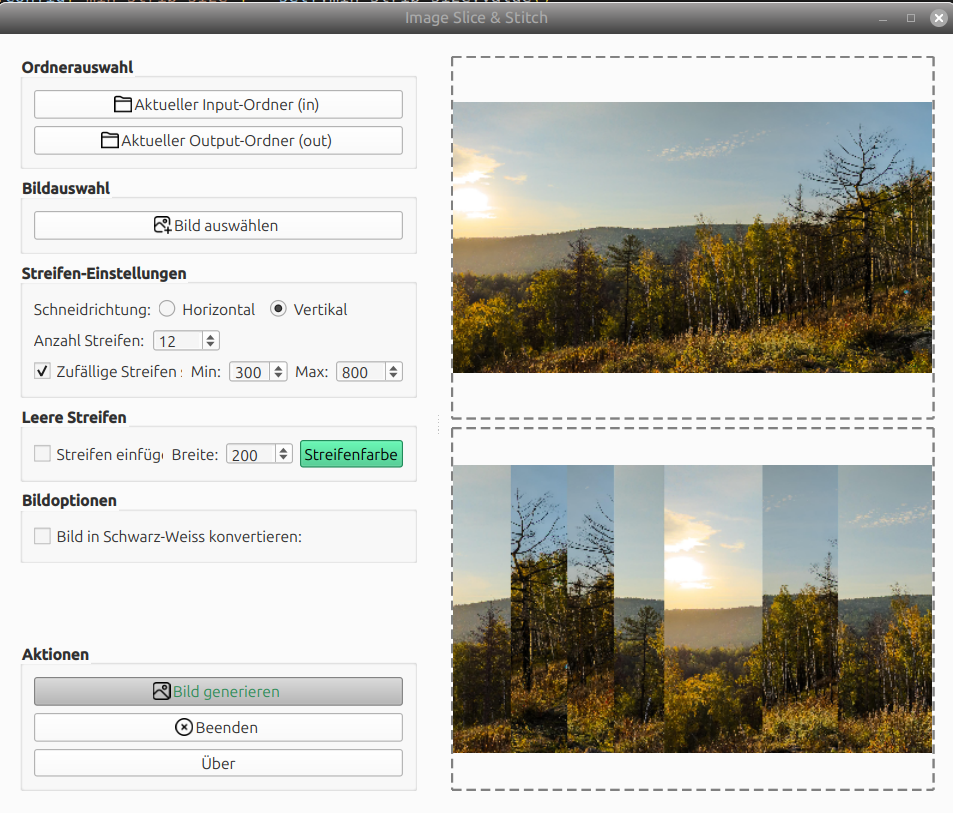 Image Slice & Stitch
Ordnerauswahl
Aktueller Input-Ordner (in)
Aktueller Output-Ordner (out)
Bildauswahl
Bild auswählen
Streifen-Einstellungen
Schneidrichtung: Horizontal Vertikal
Anzahl Streifen: 12
Zufällige Streifen Min: 300 Max: 800
Leere Streifen
Streifen einfüg Breite: 200 Streifenfarbe
Bildoptionen
Bild in Schwarz-Weiss konvertieren:
Aktionen
Bild generieren
Beenden
Über